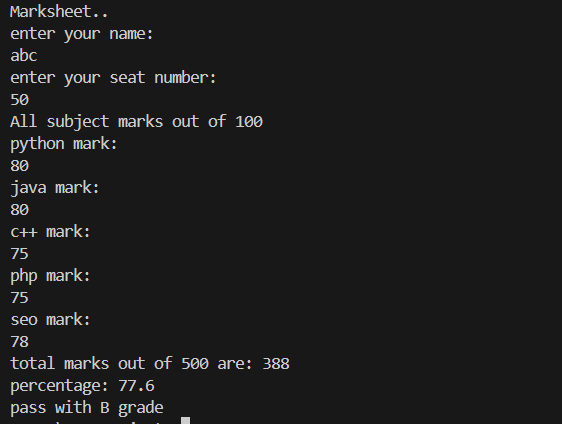 Marksheet..
enter your name:
abc
enter your seat number:
50
All subject marks out of 100
python mark:
80
java mark:
80
c++ mark:
75
php mark:
75
seo mark:
78
total marks out of 500 are: 388
percentage: 77.6
pass with B grade